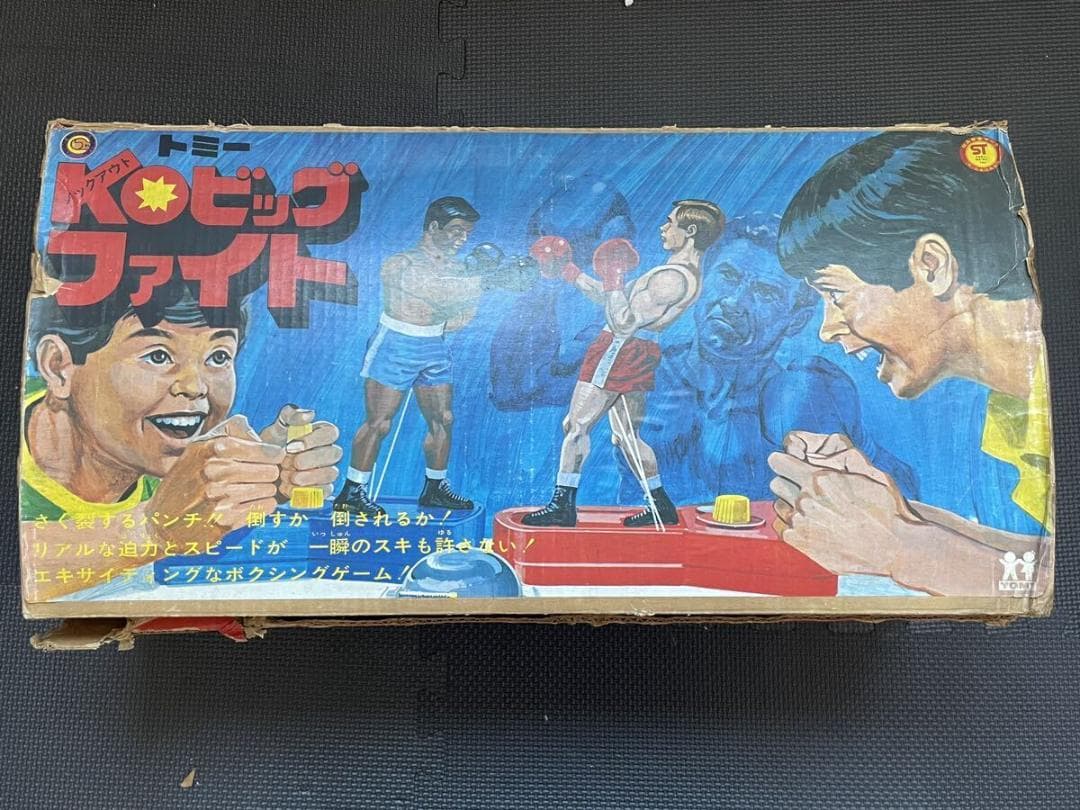 トミー
ノックアウト
KOビッグ
ファイト
ST
さく裂するパンチ!! 倒すか 倒されるか!
リアルな迫力とスピードが 一瞬のスキも許さない!
いっしゅん ゆる
エキサイティングなボクシングゲーム!
TOMY